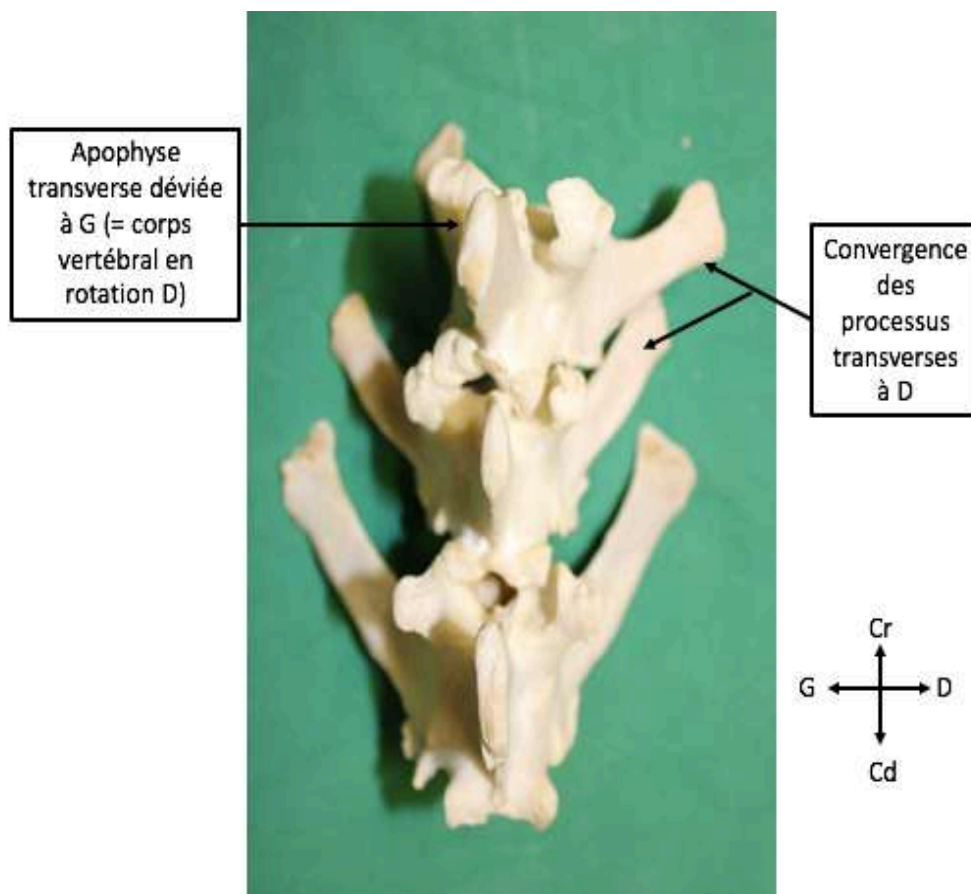 Apophyse
transverse déviée
à G (= corps
vertébral en
rotation D)
Convergence
des
processus
transverses
à D
Cr
G
D
Cd